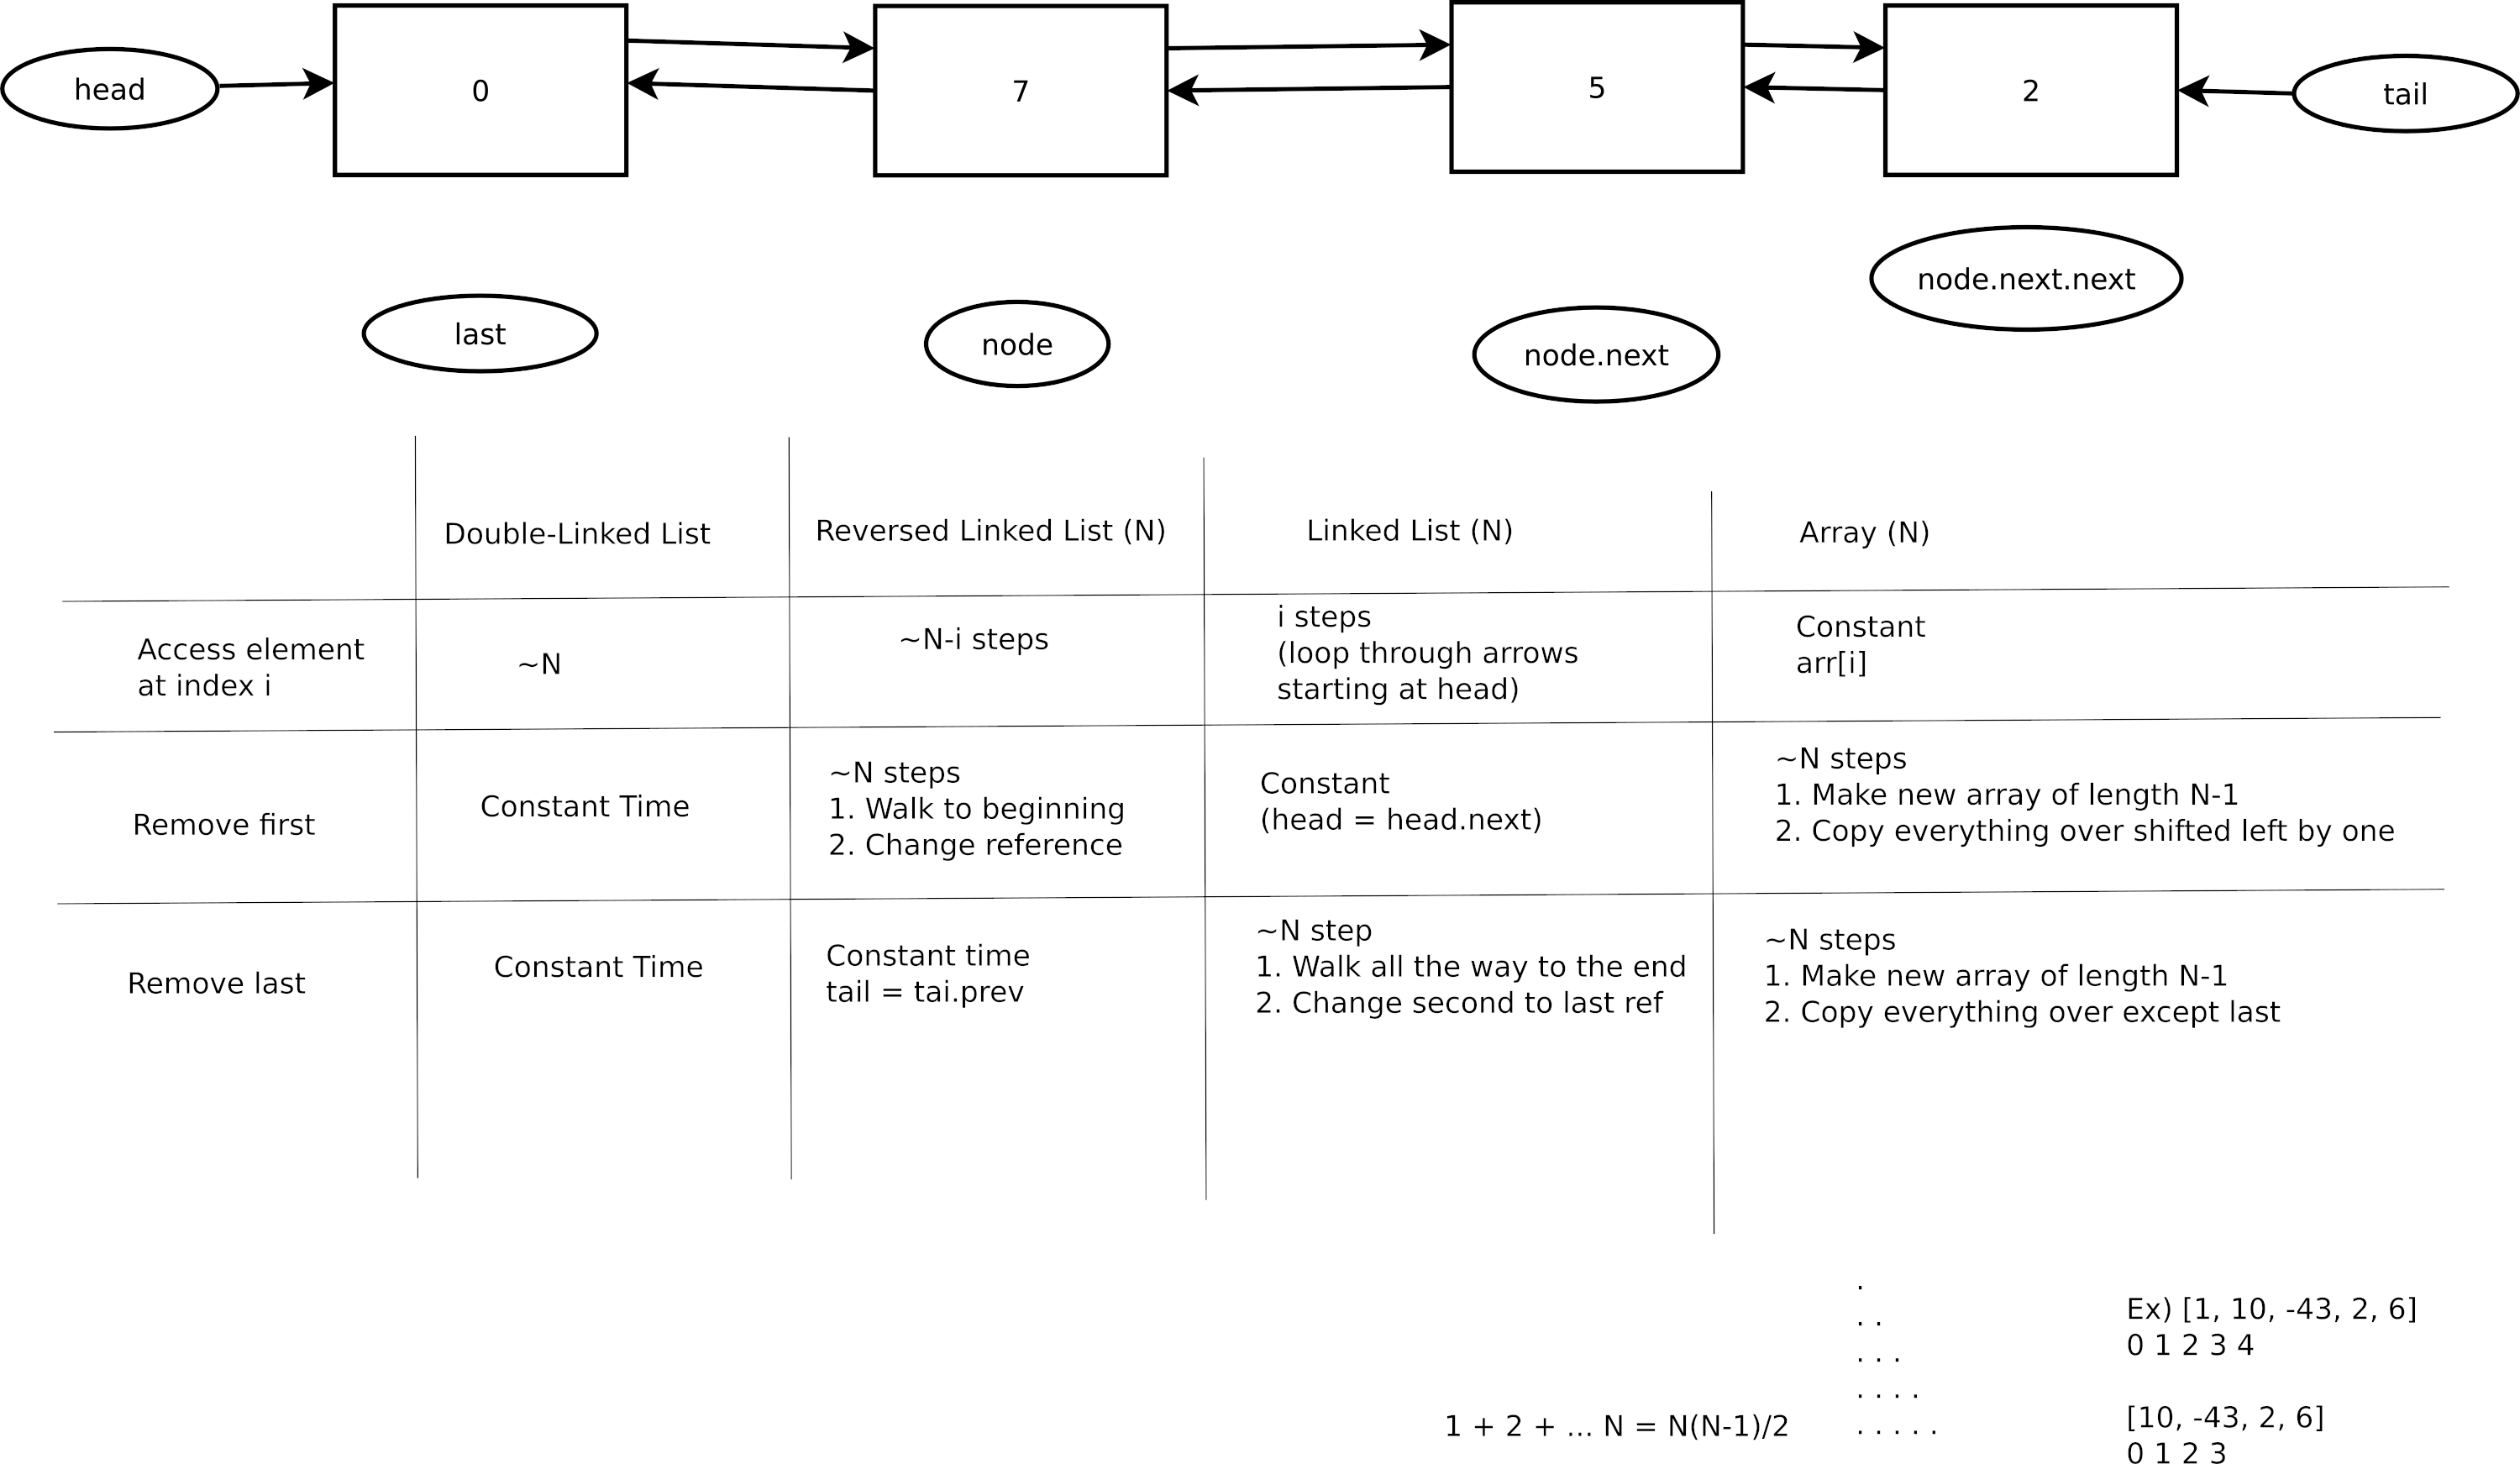 head
0
7
5
2
tail
node.next.next
last
node
node.next
Double-Linked List
Reversed Linked List (N)
Linked List (N)
Array (N)
Access element
at index i
~N
~N-i steps
i steps
(loop through arrows
starting at head)
Constant
arr[i]
Remove first
Constant Time
~N steps
1. Walk to beginning
2. Change reference
Constant
(head = head.next)
~N steps
1. Make new array of length N-1
2. Copy everything over shifted left by one
Remove last
Constant Time
Constant time
tail = tai.prev
~N step
1. Walk all the way to the end
2. Change second to last ref
~N steps
1. Make new array of length N-1
2. Copy everything over except last
1 + 2 + ... N = N(N-1)/2
.
. .
. . .
. . . .
. . . . .
Ex) [1, 10, -43, 2, 6]
0 1 2 3 4
[10, -43, 2, 6]
0 1 2 3